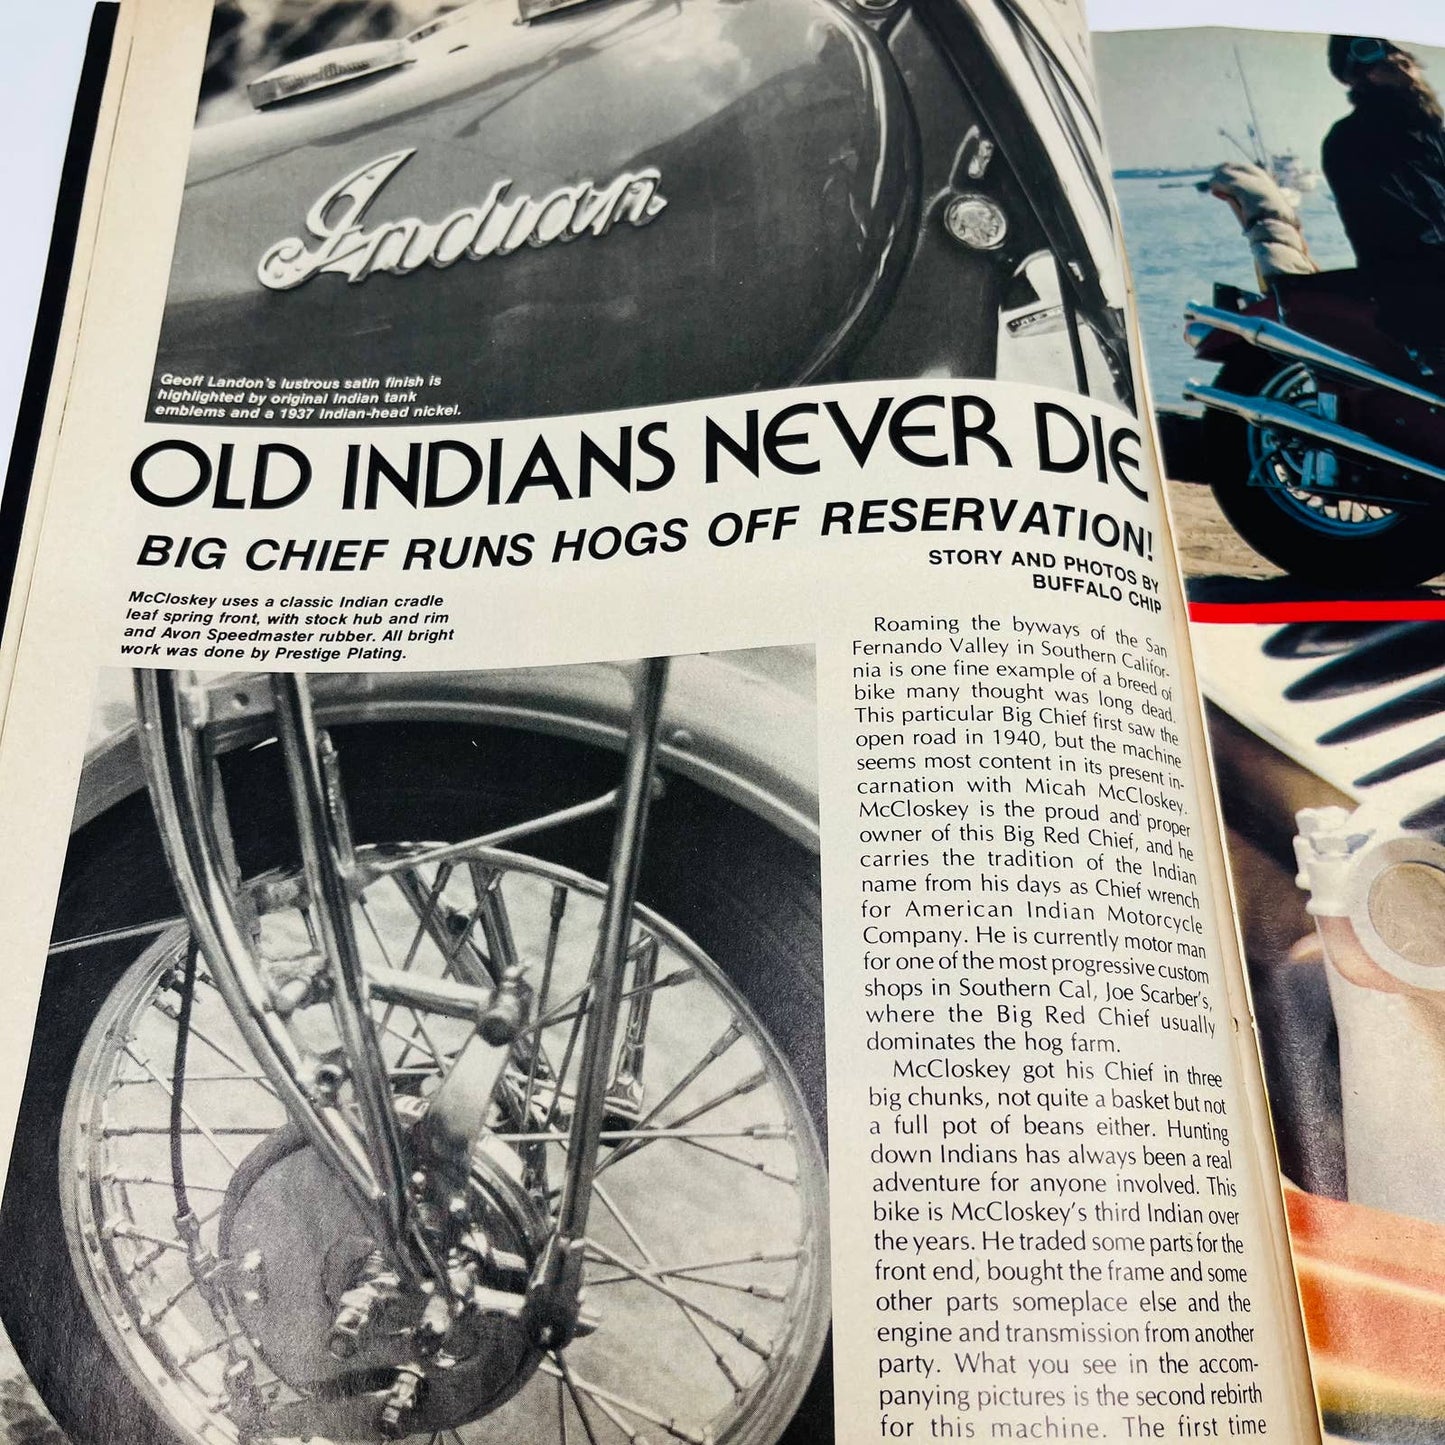 Indian
Geoff Landon's lustrous satin finish is
highlighted by original Indian tank
emblems and a 1937 Indian-head nickel.
OLD INDIANS NEVER DIE
BIG CHIEF RUNS HOGS OFF RESERVATION!
STORY AND PHOTOS BY
BUFFALO CHIP
McCloskey uses a classic Indian cradle
leaf spring front, with stock hub and rim
and Avon Speedmaster rubber. All bright
work was done by Prestige Plating.
Roaming the byways of the San
Fernando Valley in Southern Califor-
nia is one fine example of a breed of
bike many thought was long dead.
This particular Big Chief first saw the
open road in 1940, but the machine
seems most content in its present in-
carnation with Micah McCloskey.
McCloskey is the proud and proper
owner of this Big Red Chief, and he
carries the tradition of the Indian
name from his days as Chief wrench
for American Indian Motorcycle
Company. He is currently motor man
for one of the most progressive custom
shops in Southern Cal, Joe Scarber's,
where the Big Red Chief usually
dominates the hog farm.
McCloskey got his Chief in three
big chunks, not quite a basket but not
a full pot of beans either. Hunting
down Indians has always been a real
adventure for anyone involved. This
bike is McCloskey's third Indian over
the years. He traded some parts for the
front end, bought the frame and some
other parts someplace else and the
engine and transmission from another
party. What you see in the accom-
panying pictures is the second rebirth
for this machine. The first time